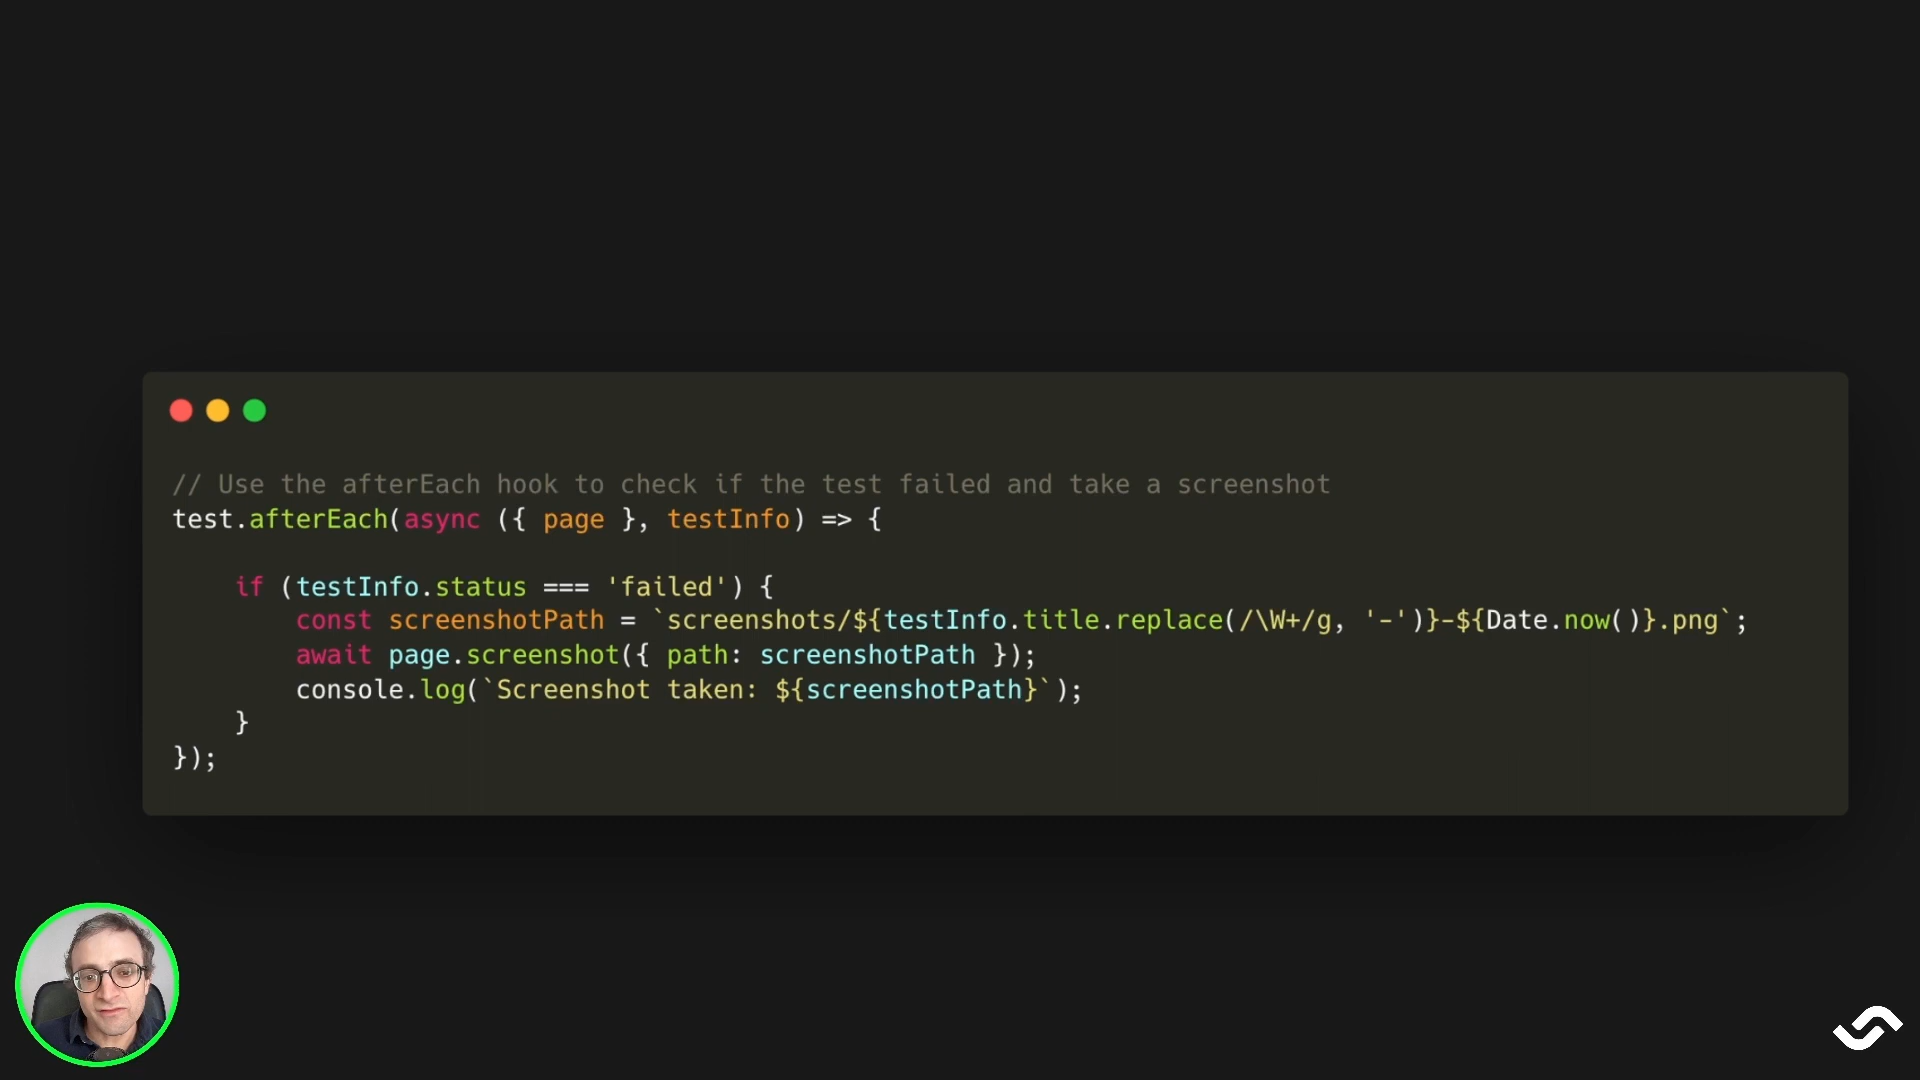 // Use the afterEach hook to check if the test failed and take a screenshot
test.afterEach(async ({ page }, testInfo) => {
if (testInfo.status === 'failed') {
const screenshotPath = `screenshots/${testInfo.title.replace(/\W+/g, '-')}-${Date.now()}.png`;
await page.screenshot({ path: screenshotPath });
console.log(`Screenshot taken: ${screenshotPath}`);
}
});